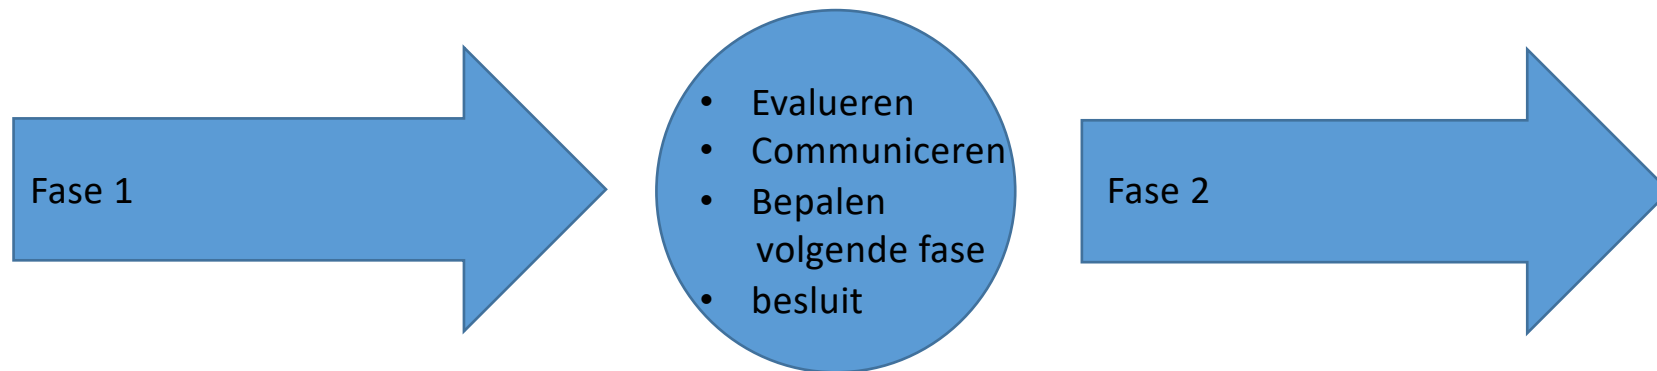 Fase 1
• Evalueren
• Communiceren
• Bepalen
volgende fase
• besluit
Fase 2